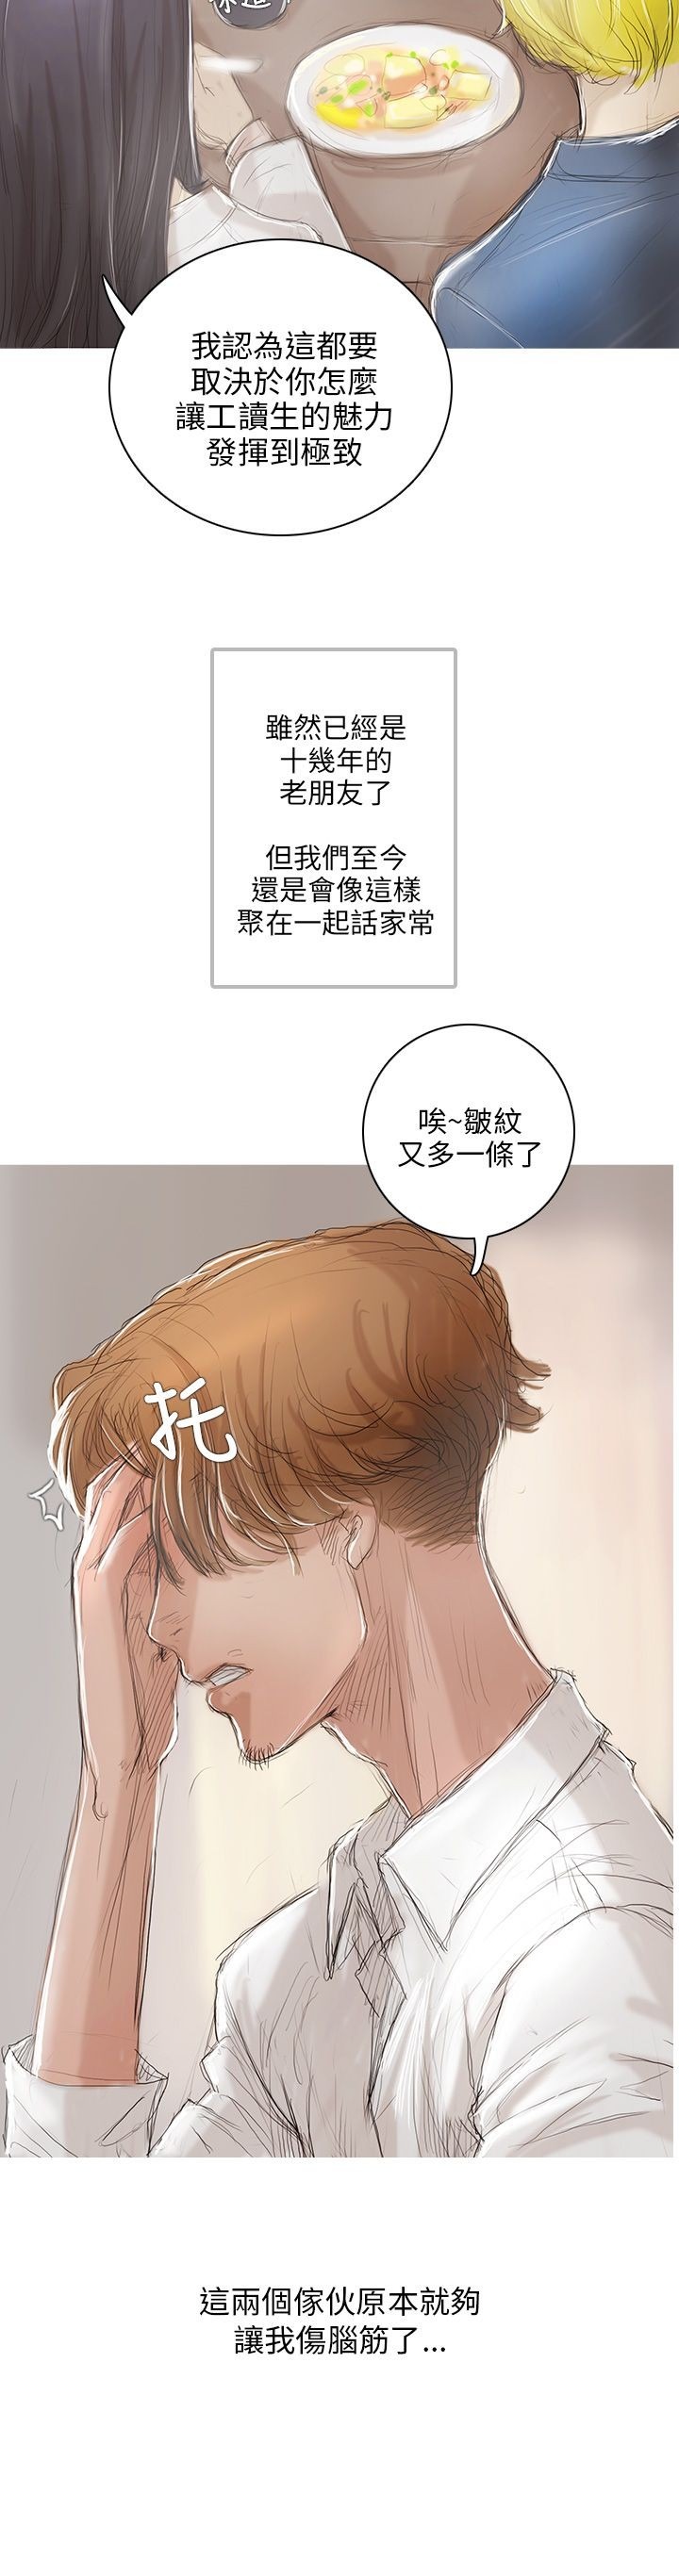 我認為這都要
取決於你怎麼
讓工讀生的魅力
發揮到極致
雖然已經是
十幾年的
老朋友了
但我們至今
還是會像這樣
聚在一起話家常
唉~皺紋
又多一條了
托
這兩個傢伙原本就夠
讓我傷腦筋了...